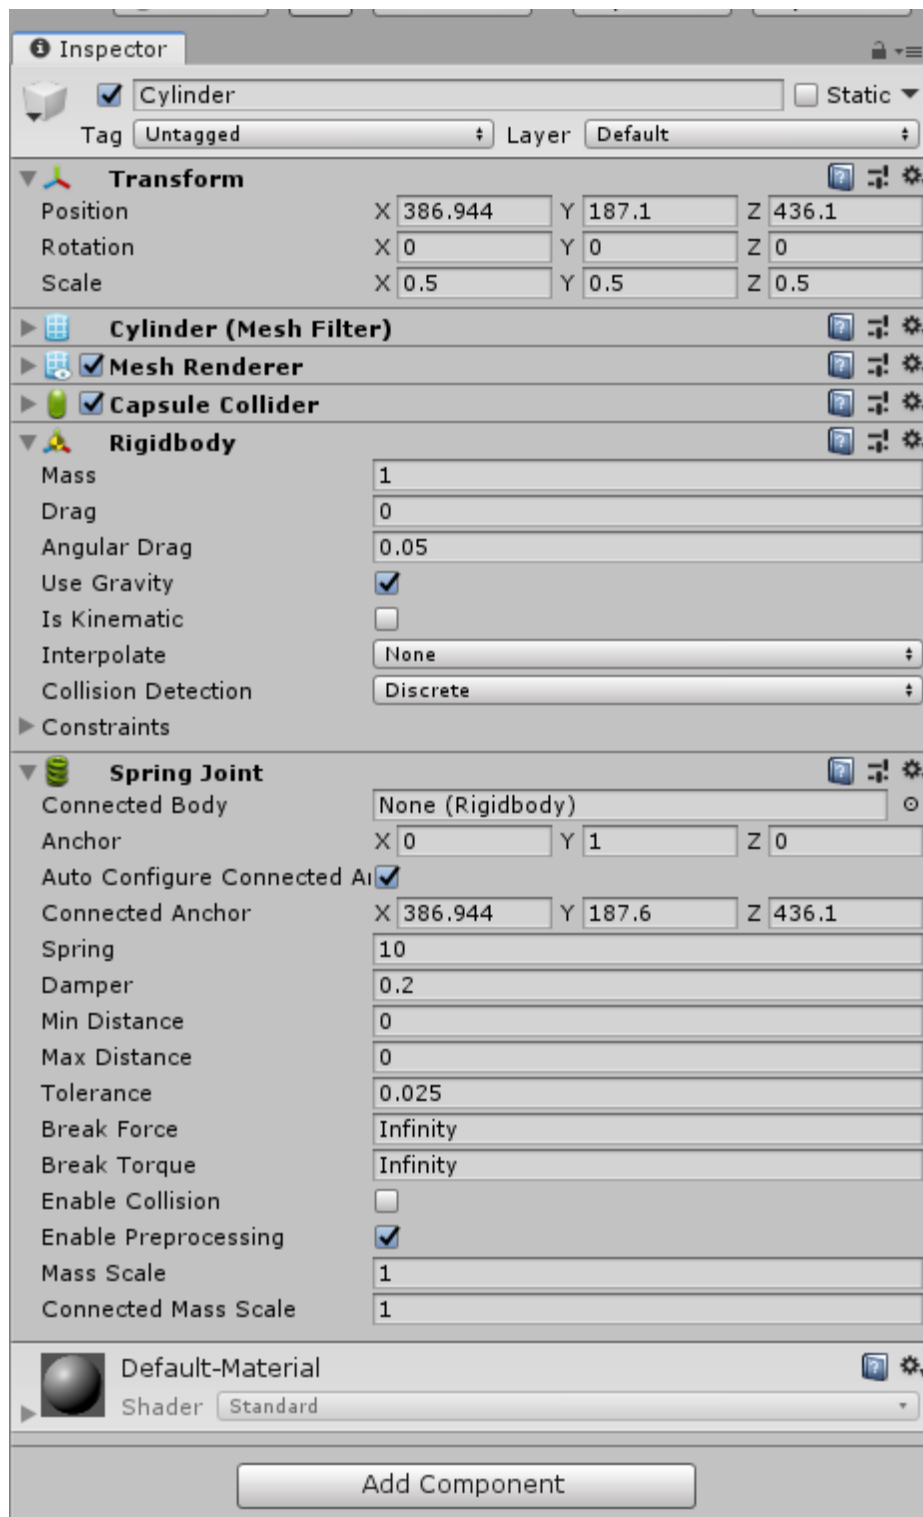 Inspector
Cylinder Static
Tag Untagged Layer Default
Transform
Position X 386.944 Y 187.1 Z 436.1
Rotation X 0 Y 0 Z 0
Scale X 0.5 Y 0.5 Z 0.5
Cylinder (Mesh Filter)
Mesh Renderer
Capsule Collider
Rigidbody
Mass 1
Drag 0
Angular Drag 0.05
Use Gravity
Is Kinematic
Interpolate None
Collision Detection Discrete
Constraints
Spring Joint
Connected Body None (Rigidbody)
Anchor X 0 Y 1 Z 0
Auto Configure Connected A
Connected Anchor X 386.944 Y 187.6 Z 436.1
Spring 10
Damper 0.2
Min Distance 0
Max Distance 0
Tolerance 0.025
Break Force Infinity
Break Torque Infinity
Enable Collision
Enable Preprocessing
Mass Scale 1
Connected Mass Scale 1
Default-Material
Shader Standard
Add Component